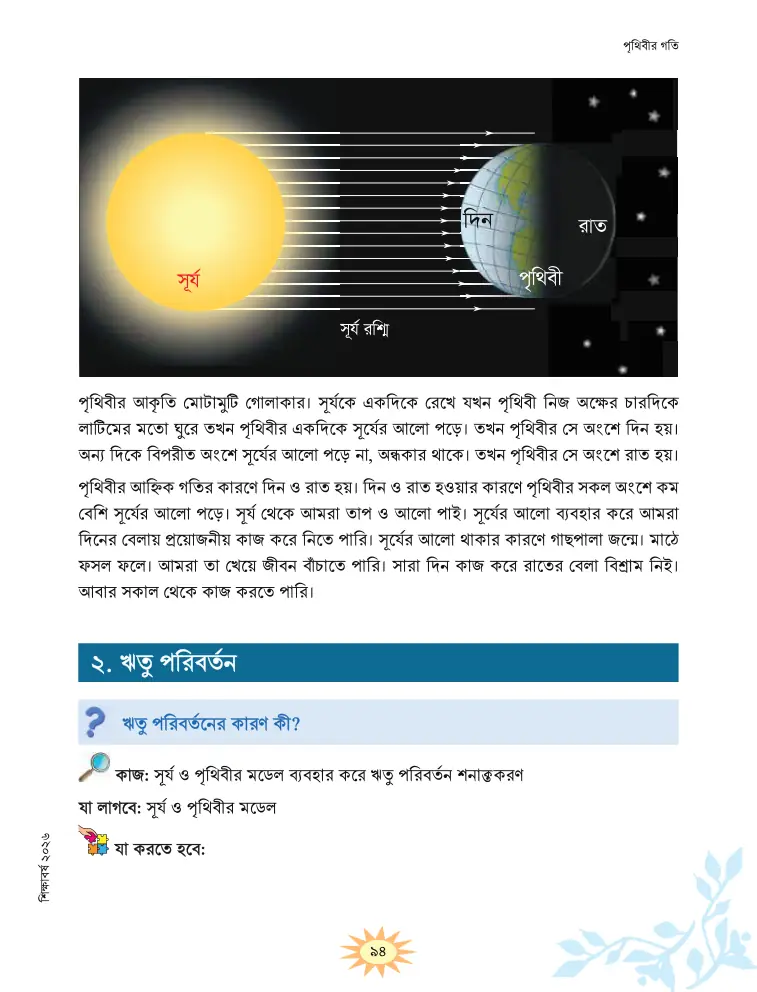 পৃথিবীর গতি
দিন
রাত
সূর্য
পৃথিবী
সূর্য রশ্মি
পৃথিবীর আকৃতি মোটামুটি গোলাকার। সূর্যকে একদিকে রেখে যখন পৃথিবী নিজ অক্ষের চারদিকে
লাটিমের মতো ঘুরে তখন পৃথিবীর একদিকে সূর্যের আলো পড়ে। তখন পৃথিবীর সে অংশে দিন হয়।
অন্য দিকে বিপরীত অংশে সূর্যের আলো পড়ে না, অন্ধকার থাকে। তখন পৃথিবীর সে অংশে রাত হয়।
পৃথিবীর আহ্নিক গতির কারণে দিন ও রাত হয়। দিন ও রাত হওয়ার কারণে পৃথিবীর সকল অংশে কম
বেশি সূর্যের আলো পড়ে। সূর্য থেকে আমরা তাপ ও আলো পাই। সূর্যের আলো ব্যবহার করে আমরা
দিনের বেলায় প্রয়োজনীয় কাজ করে নিতে পারি। সূর্যের আলো থাকার কারণে গাছপালা জন্মে। মাঠে
ফসল ফলে। আমরা তা খেয়ে জীবন বাঁচাতে পারি। সারা দিন কাজ করে রাতের বেলা বিশ্রাম নিই।
আবার সকাল থেকে কাজ করতে পারি।
২. ঋতু পরিবর্তন
? ঋতু পরিবর্তনের কারণ কী?
কাজ: সূর্য ও পৃথিবীর মডেল ব্যবহার করে ঋতু পরিবর্তন শনাক্তকরণ
যা লাগবে: সূর্য ও পৃথিবীর মডেল
যা করতে হবে:
শিক্ষাবর্ষ ২০২৬
৯৪